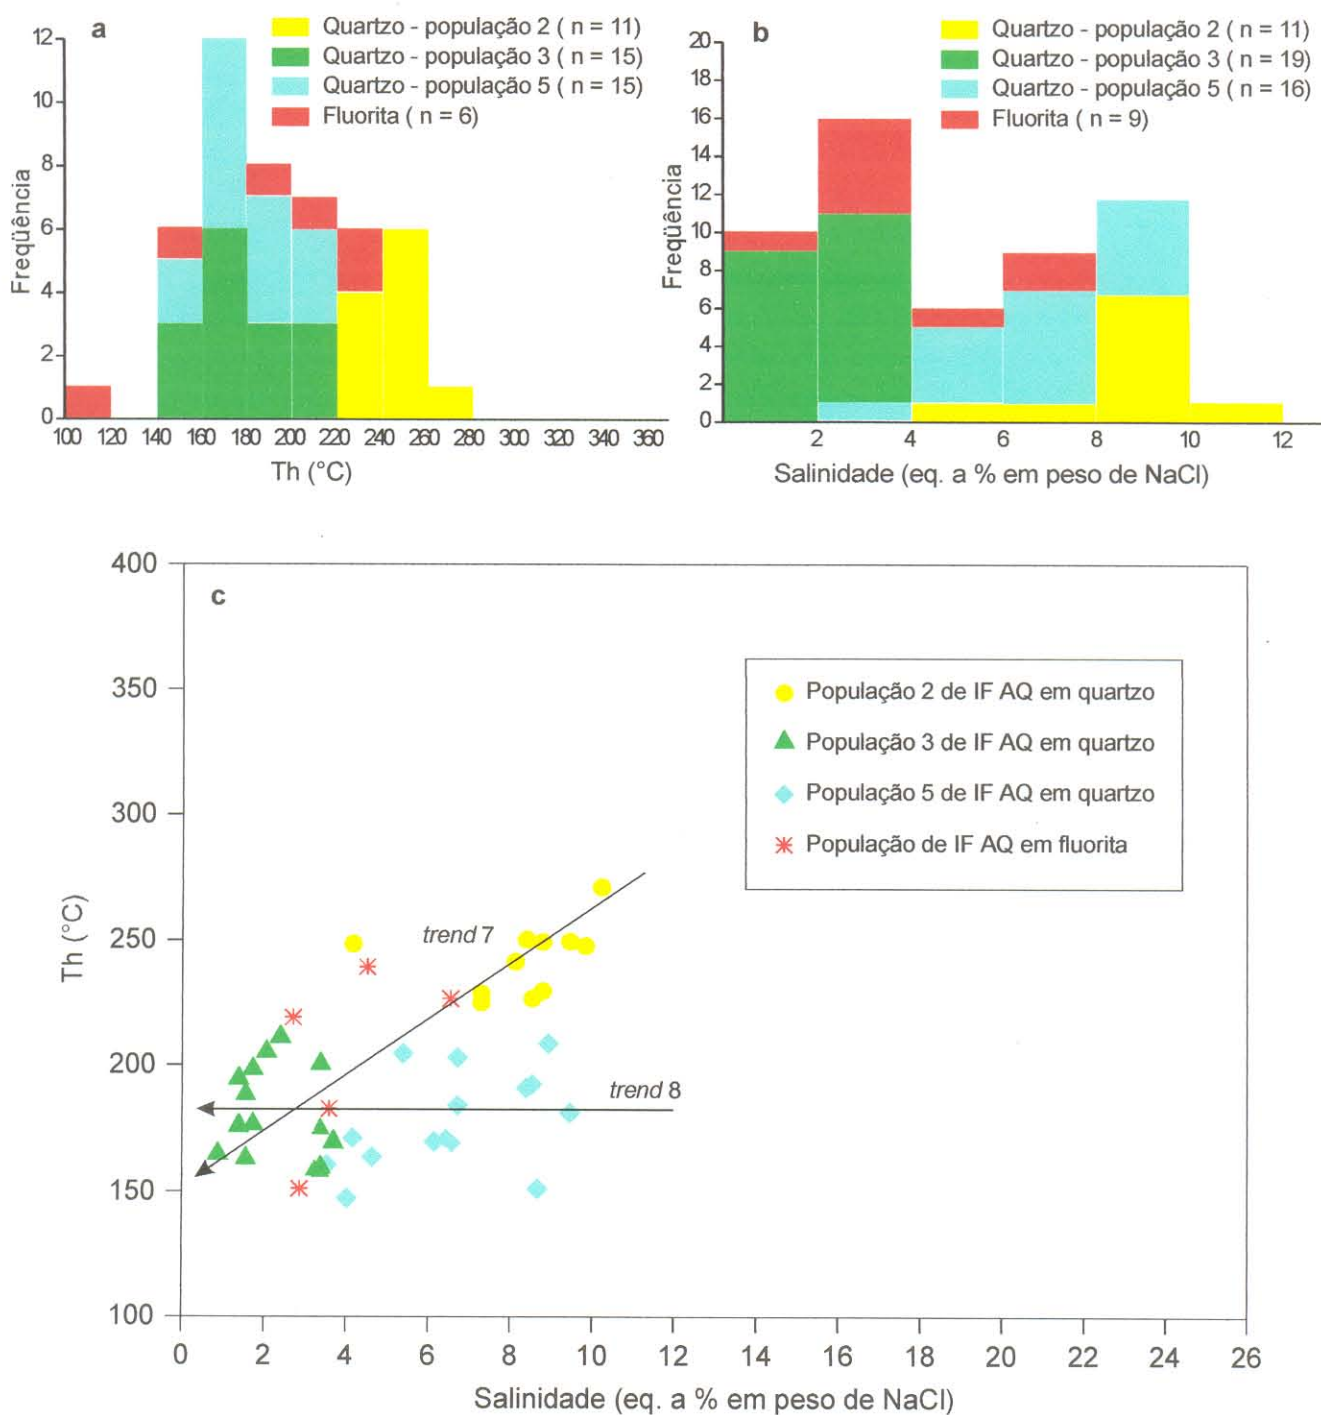 a
Quartzo - população 2 ( n = 11)
Quartzo - população 3 ( n = 15)
Quartzo - população 5 ( n = 15)
Fluorita ( n = 6)
12
10
8
6
4
2
0
Freqüência
100 120 140 160 180 200 220 240 260 280 300 320 340 360
Th (°C)
b
Quartzo - população 2 ( n = 11)
Quartzo - população 3 ( n = 19)
Quartzo - população 5 ( n = 16)
Fluorita ( n = 9)
20
18
16
14
12
10
8
6
4
2
0
Freqüência
2 4 6 8 10 12
Salinidade (eq. a % em peso de NaCl)
c
400
350
300
250
200
150
100
Th (°C)
População 2 de IF AQ em quartzo
População 3 de IF AQ em quartzo
População 5 de IF AQ em quartzo
População de IF AQ em fluorita
trend 7
trend 8
0 2 4 6 8 10 12 14 16 18 20 22 24 26
Salinidade (eq. a % em peso de NaCl)